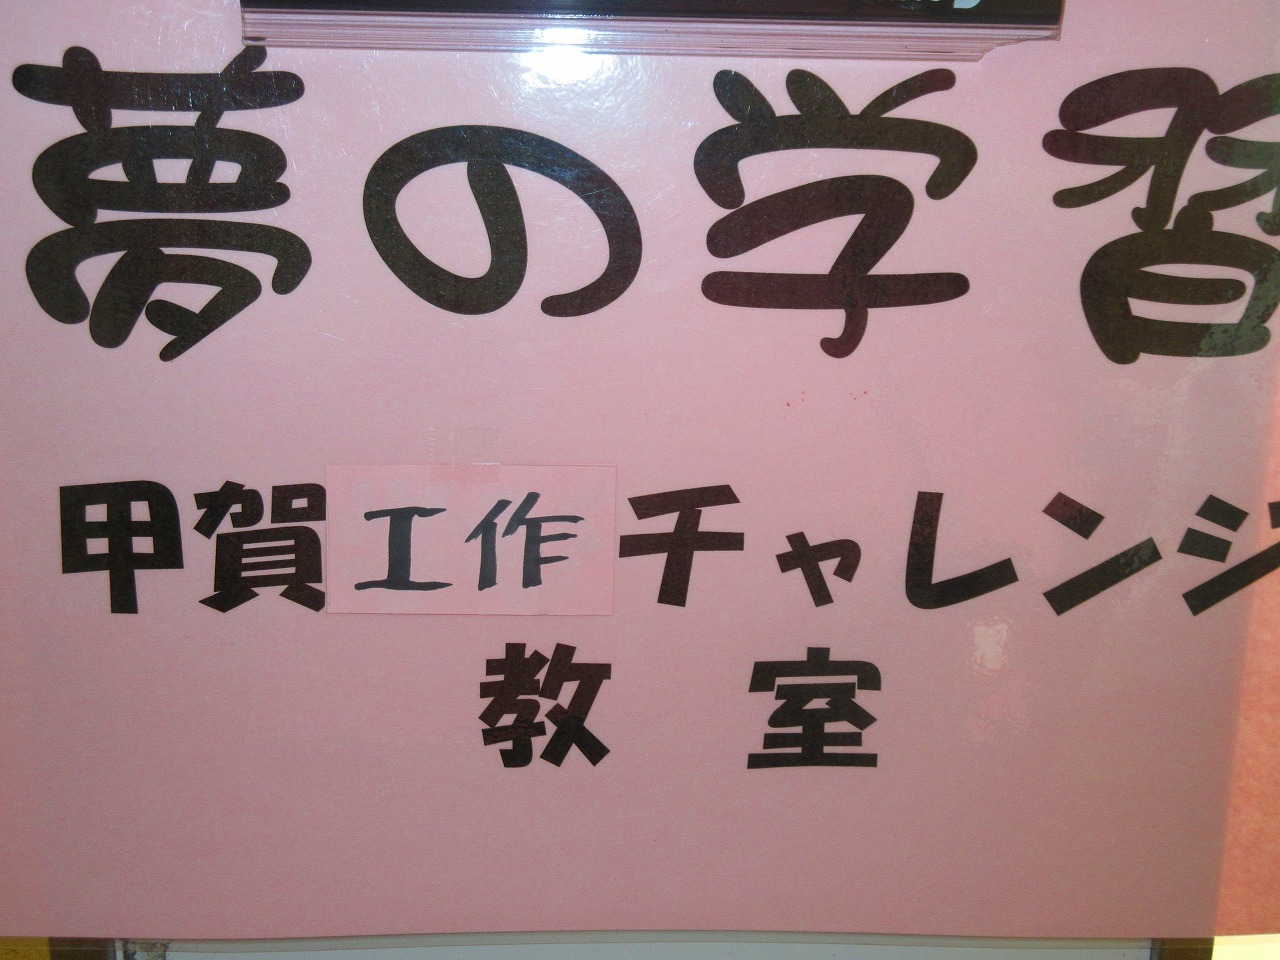 夢の学習
甲賀工作チャレンジ
教室